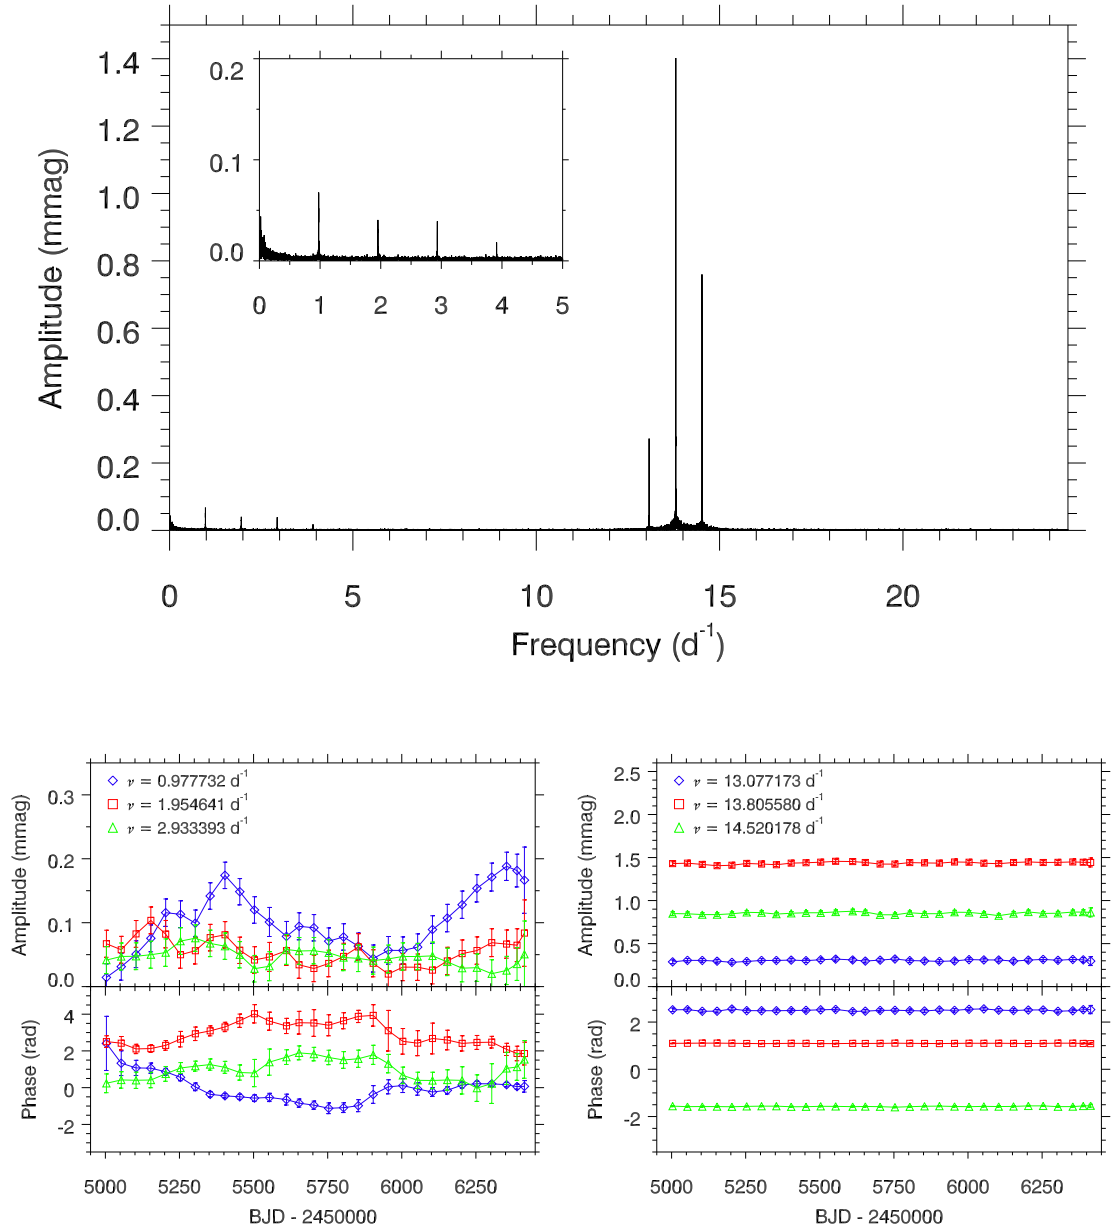 1.4
1.2
1.0
0.8
0.6
0.4
0.2
0.0
Amplitude (mmag)
0.2
0.1
0.0
0 1 2 3 4 5
0 5 10 15 20
Frequency (d-1)
ν = 0.977732 d-1
ν = 1.954641 d-1
ν = 2.933393 d-1
0.3
0.2
0.1
0.0
Amplitude (mmag)
4
2
0
-2
Phase (rad)
5000 5250 5500 5750 6000 6250
BJD - 2450000
ν = 13.077173 d-1
ν = 13.805580 d-1
ν = 14.520178 d-1
2.5
2.0
1.5
1.0
0.5
0.0
Amplitude (mmag)
2
0
-2
Phase (rad)
5000 5250 5500 5750 6000 6250
BJD - 2450000